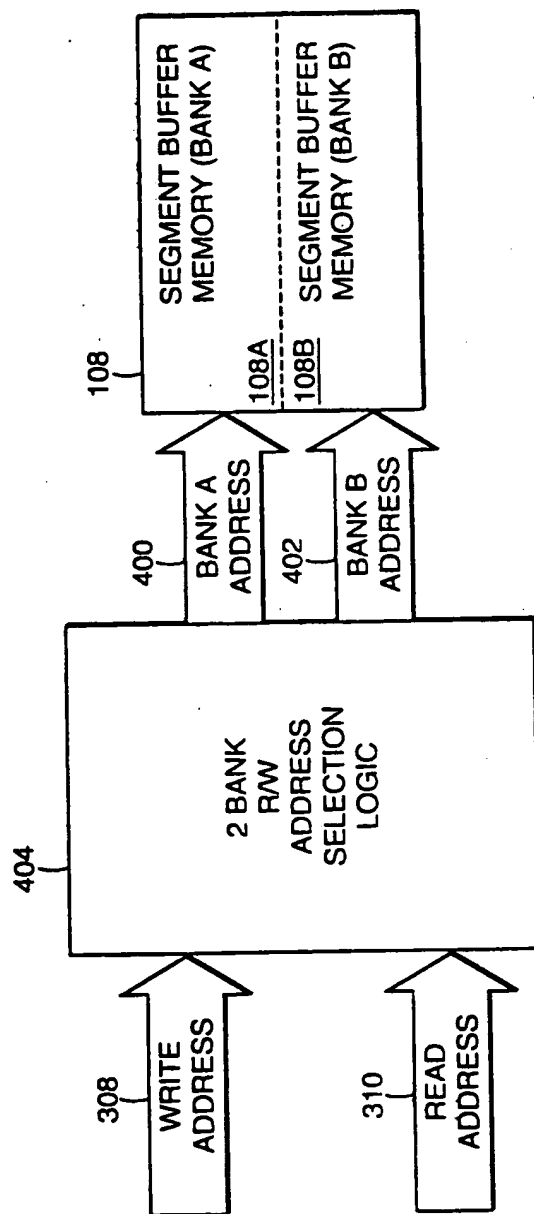 308
WRITE
ADDRESS
310
READ
ADDRESS
404
2 BANK
R/W
ADDRESS
SELECTION
LOGIC
400
BANK A
ADDRESS
402
BANK B
ADDRESS
108
SEGMENT BUFFER
MEMORY (BANK A)
108A
108B
SEGMENT BUFFER
MEMORY (BANK B)